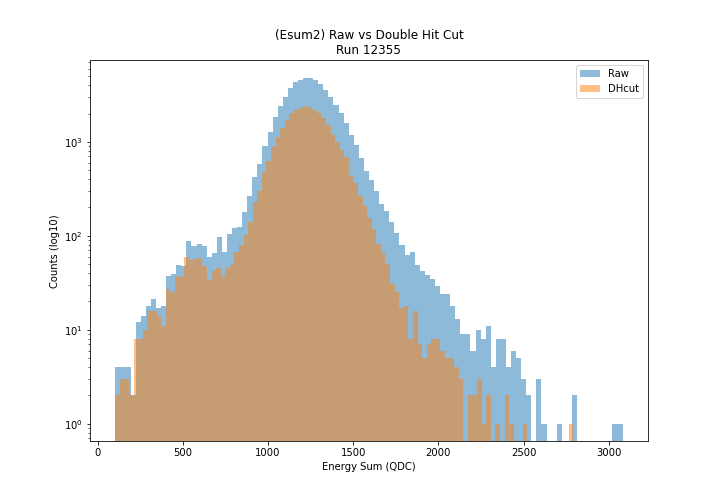 (Esum2) Raw vs Double Hit Cut
Run 12355
Raw
DHcut
Counts (log10)
10³
10²
10¹
10⁰
0 500 1000 1500 2000 2500 3000
Energy Sum (QDC)